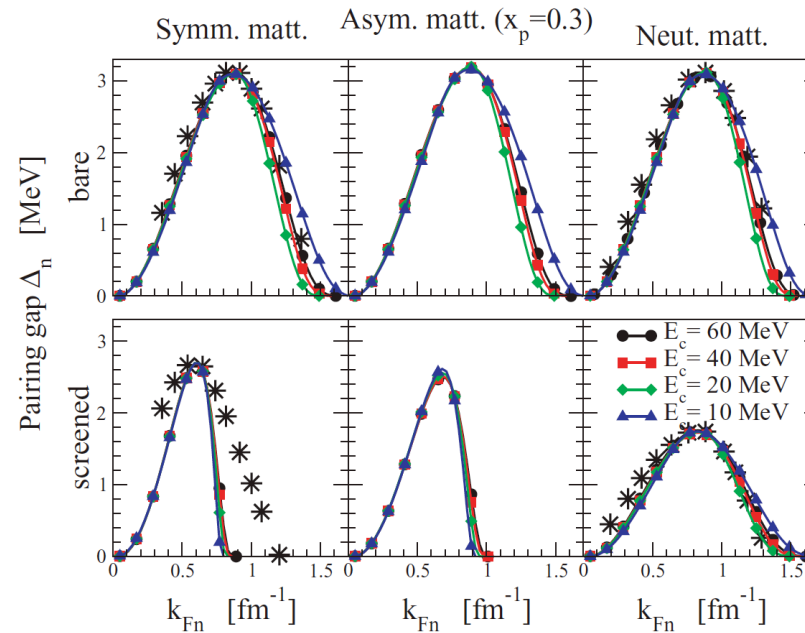 Symm. matt.
Asym. matt. (x_p=0.3)
Neut. matt.
Pairing gap Δ_n [MeV]
bare
3
2
1
0
screened
3
2
1
0
E_c = 60 MeV
E_c = 40 MeV
E_c = 20 MeV
E_c = 10 MeV
0 0.5 1 1.5 0 0.5 1 1.5 0 0.5 1 1.5
k_Fn [fm⁻¹] k_Fn [fm⁻¹] k_Fn [fm⁻¹]